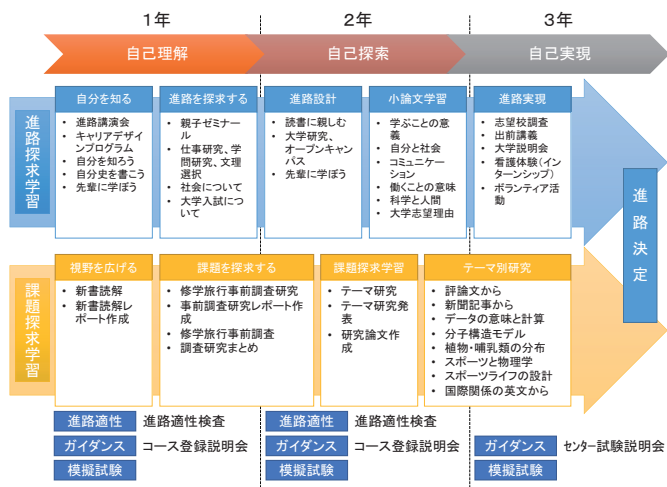 1年
2年
3年
自己理解
自己探索
自己実現
進路探求学習
自分を知る
• 進路講演会
• キャリアデザイン
プログラム
• 自分を知ろう
• 自分史を書こう
• 先輩に学ぼう
進路を探求する
• 親子ゼミナー
ル
• 仕事研究、学
問研究、文理
選択
• 社会について
• 大学入試につ
いて
進路設計
• 読書に親しむ
• 大学研究、
オープンキャン
パス
• 先輩に学ぼう
小論文学習
• 学ぶことの意
義
• 自分と社会
• コミュニケー
ション
• 働くことの意味
• 科学と人間
• 大学志望理由
進路実現
• 志望校調査
• 出前講義
• 大学説明会
• 看護体験（イン
ターンシップ）
• ボランティア活
動
進路決定
課題探求学習
視野を広げる
• 新書読解
• 新書読解レ
ポート作成
課題を探求する
• 修学旅行事前調査研究
• 事前調査研究レポート作
成
• 修学旅行事前調査
• 調査研究まとめ
課題探求学習
• テーマ研究
• テーマ研究発
表
• 研究論文作
成
テーマ別研究
• 評論文から
• 新聞記事から
• データの意味と計算
• 分子構造モデル
• 植物・哺乳類の分布
• スポーツと物理学
• スポーツライフの設計
• 国際関係の英文から
進路適性 進路適性検査
ガイダンス コース登録説明会
模擬試験
進路適性 進路適性検査
ガイダンス コース登録説明会
模擬試験
ガイダンス センター試験説明会
模擬試験